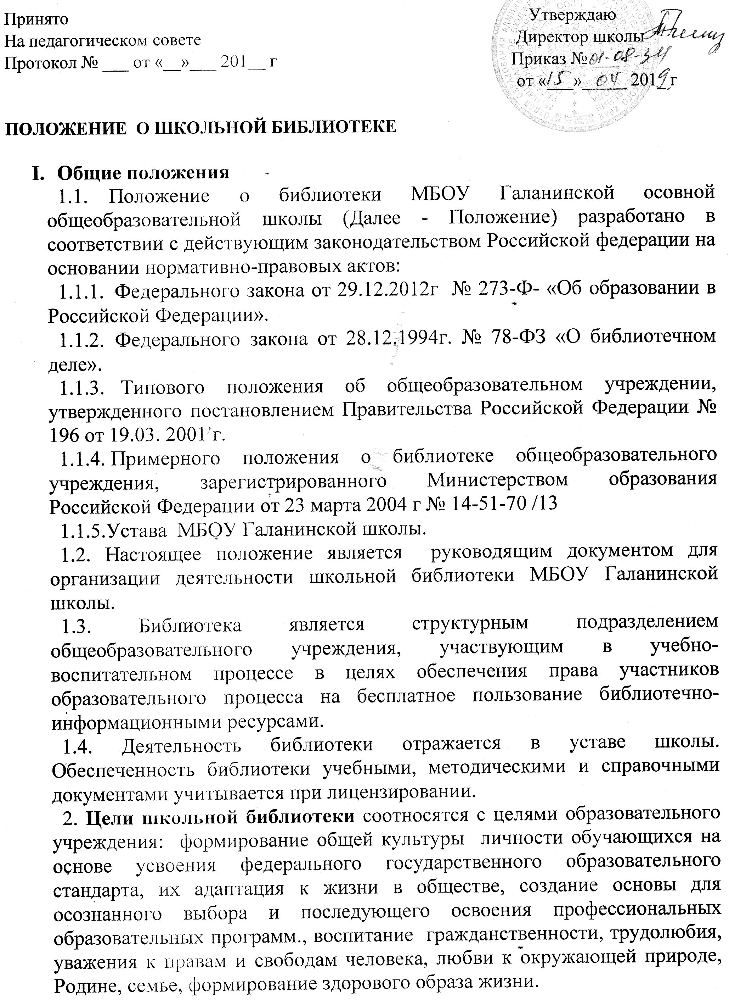 Принято
На педагогическом совете
Протокол № ___ от «__»___ 201__ г
Утверждаю
Директор школы
Приказ № 01-08-34
от «15» 04 2019 г
ПОЛОЖЕНИЕ О ШКОЛЬНОЙ БИБЛИОТЕКЕ
I. Общие положения
1.1. Положение о библиотеки МБОУ Галанинской осовной
общеобразовательной школы (Далее - Положение) разработано в
соответствии с действующим законодательством Российской федерации на
основании нормативно-правовых актов:
1.1.1. Федерального закона от 29.12.2012г № 273-Ф- «Об образовании в
Российской Федерации».
1.1.2. Федерального закона от 28.12.1994г. № 78-ФЗ «О библиотечном
деле».
1.1.3. Типового положения об общеобразовательном учреждении,
утвержденного постановлением Правительства Российской Федерации №
196 от 19.03. 2001 г.
1.1.4. Примерного положения о библиотеке общеобразовательного
учреждения, зарегистрированного Министерством образования
Российской Федерации от 23 марта 2004 г № 14-51-70 /13
1.1.5.Устава МБОУ Галанинской школы.
1.2. Настоящее положение является руководящим документом для
организации деятельности школьной библиотеки МБОУ Галанинской
школы.
1.3. Библиотека является структурным подразделением
общеобразовательного учреждения, участвующим в учебно-
воспитательном процессе в целях обеспечения права участников
образовательного процесса на бесплатное пользование библиотечно-
информационными ресурсами.
1.4. Деятельность библиотеки отражается в уставе школы.
Обеспеченность библиотеки учебными, методическими и справочными
документами учитывается при лицензировании.
2. Цели школьной библиотеки соотносятся с целями образовательного
учреждения: формирование общей культуры личности обучающихся на
основе усвоения федерального государственного образовательного
стандарта, их адаптация к жизни в обществе, создание основы для
осознанного выбора и последующего освоения профессиональных
образовательных программ., воспитание гражданственности, трудолюбия,
уважения к правам и свободам человека, любви к окружающей природе,
Родине, семье, формирование здорового образа жизни.